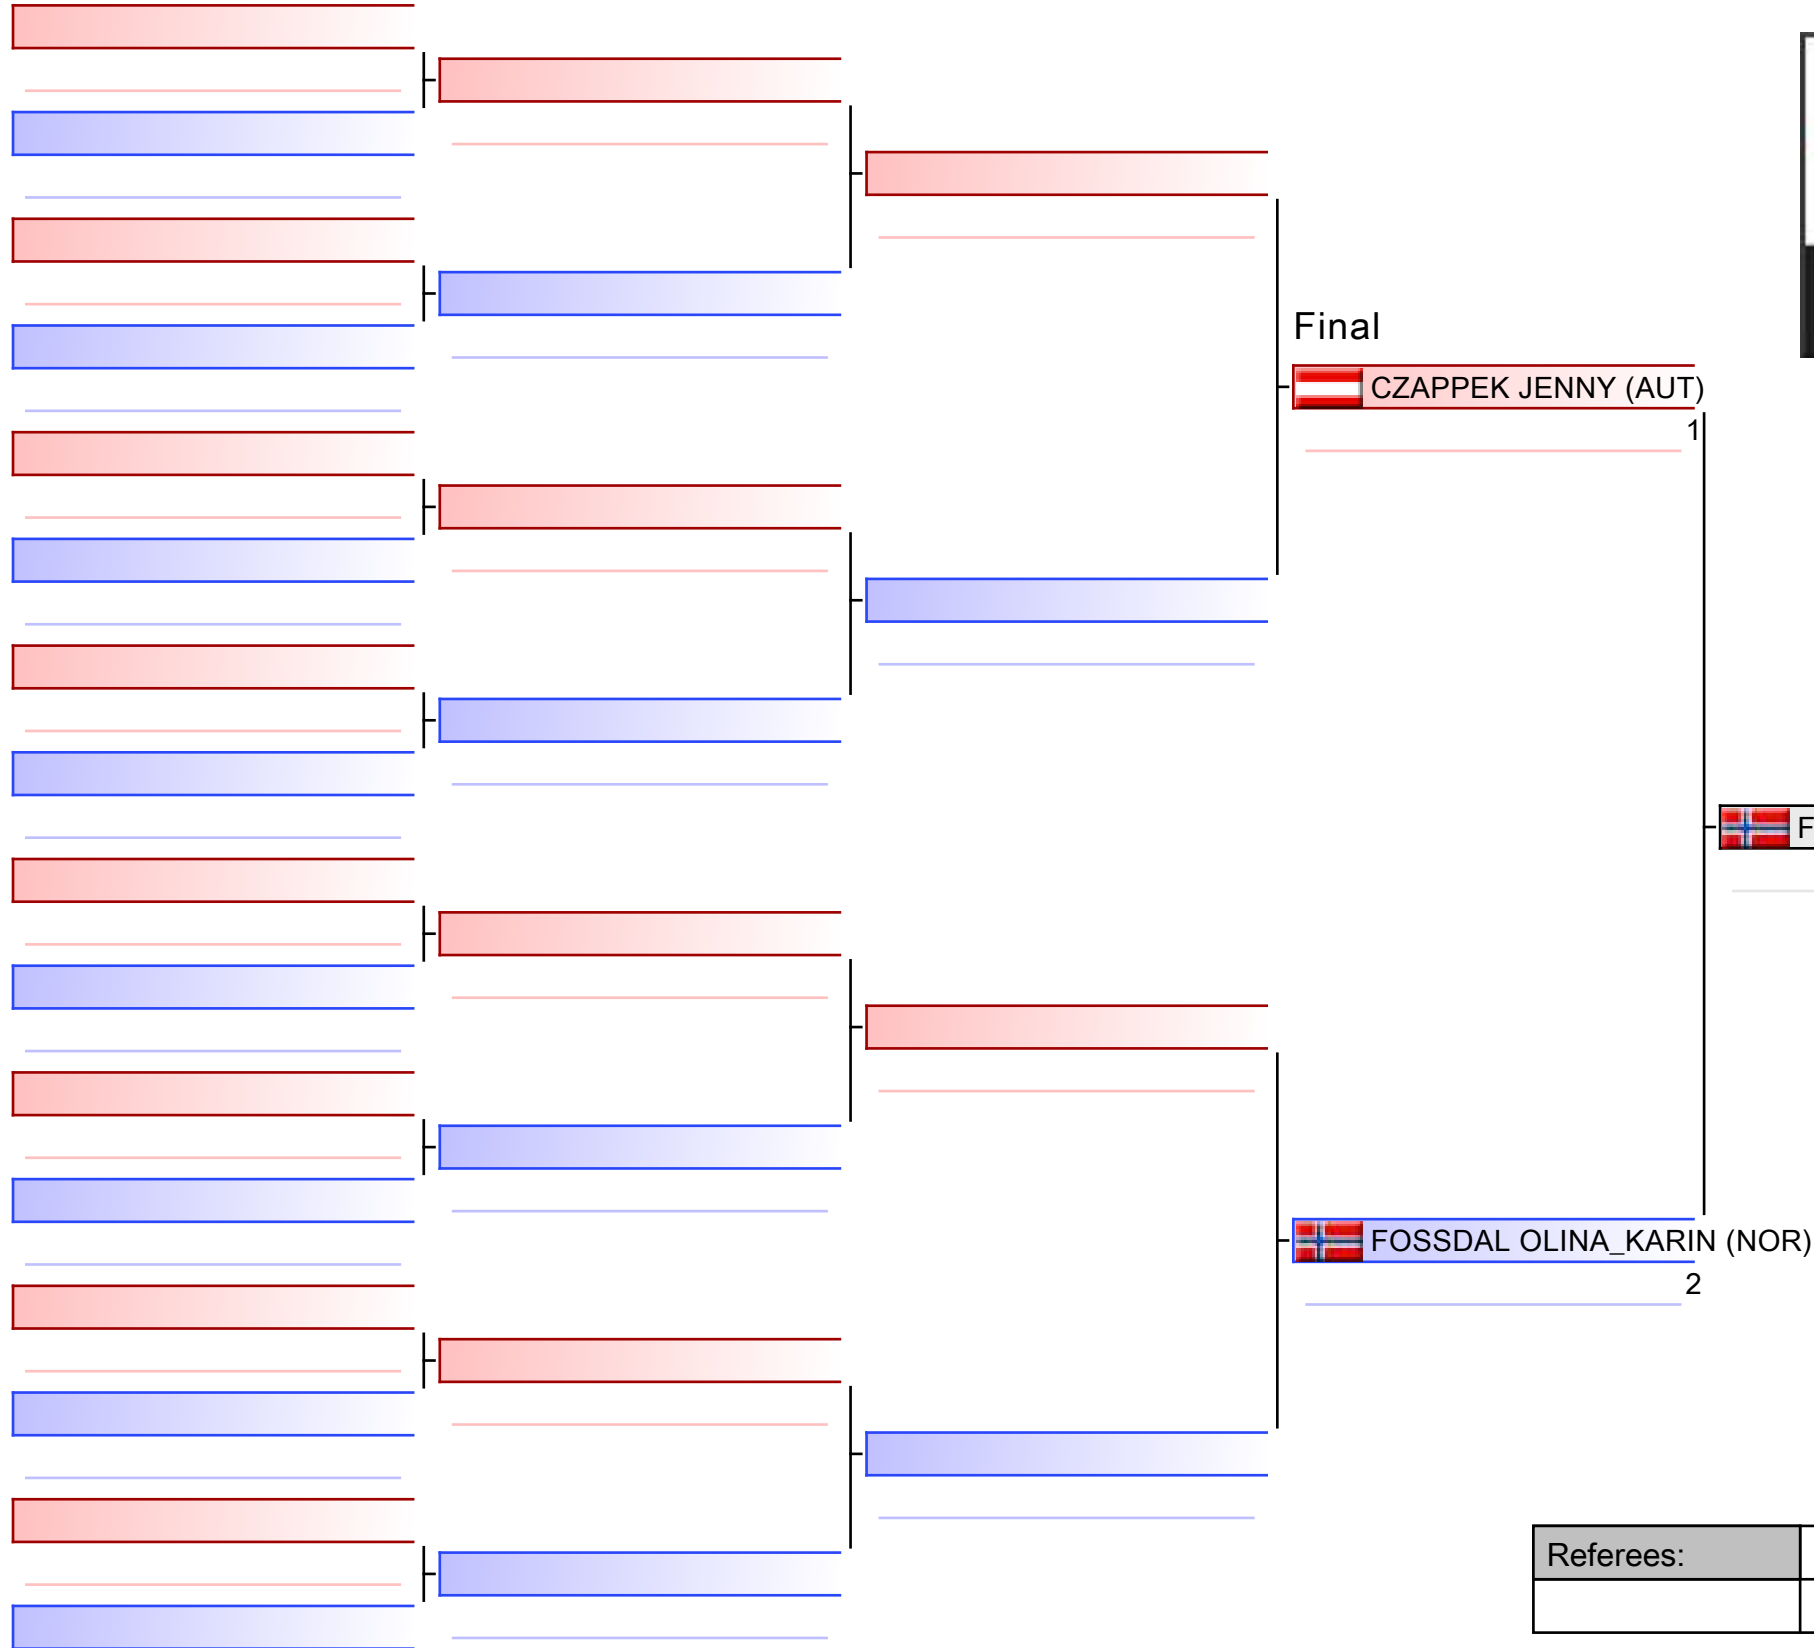 Final
CZAPPEK JENNY (AUT)
1
F
FOSSDAL OLINA_KARIN (NOR)
2
Referees: